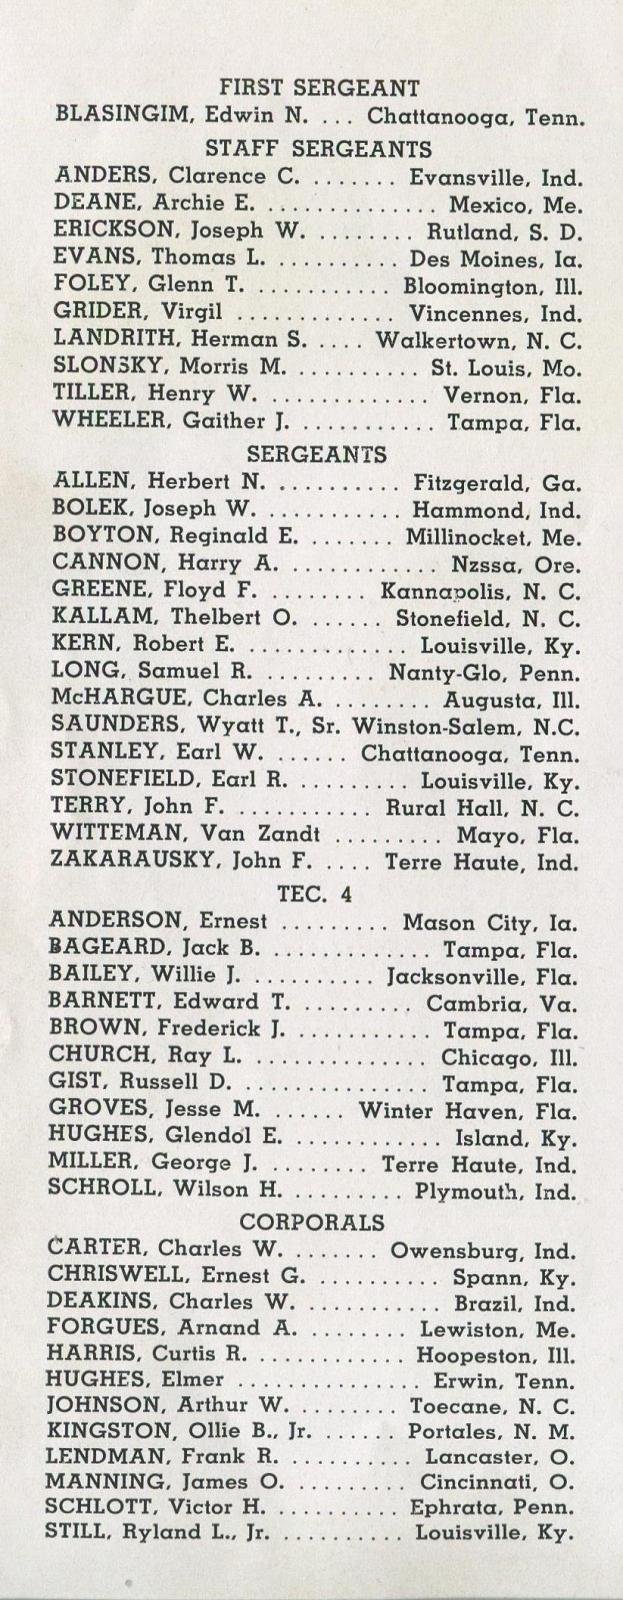 FIRST SERGEANT
BLASINGIM, Edwin N. ... Chattanooga, Tenn.
STAFF SERGEANTS
ANDERS, Clarence C. ....... Evansville, Ind.
DEANE, Archie E. .............. Mexico, Me.
ERICKSON, Joseph W. ........ Rutland, S. D.
EVANS, Thomas L. .......... Des Moines, Ia.
FOLEY, Glenn T. ........... Bloomington, Ill.
GRIDER, Virgil ............. Vincennes, Ind.
LANDRITH, Herman S. .... Walkertown, N. C.
SLONSKY, Morris M. .......... St. Louis, Mo.
TILLER, Henry W. ............. Vernon, Fla.
WHEELER, Gaither J. ........... Tampa, Fla.
SERGEANTS
ALLEN, Herbert N. .......... Fitzgerald, Ga.
BOLEK, Joseph W. ........... Hammond, Ind.
BOYTON, Reginald E. ....... Millinocket, Me.
CANNON, Harry A. ............ Nzssa, Ore.
GREENE, Floyd F. ........ Kannapolis, N. C.
KALLAM, Thelbert O. ...... Stonefield, N. C.
KERN, Robert E. ............. Louisville, Ky.
LONG, Samuel R. ......... Nanty-Glo, Penn.
McHARGUE, Charles A. ........ Augusta, Ill.
SAUNDERS, Wyatt T., Sr. Winston-Salem, N.C.
STANLEY, Earl W. ...... Chattanooga, Tenn.
STONEFIELD, Earl R. ......... Louisville, Ky.
TERRY, John F. ........... Rural Hall, N. C.
WITTEMAN, Van Zandt ......... Mayo, Fla.
ZAKARAUSKY, John F. .... Terre Haute, Ind.
TEC. 4
ANDERSON, Ernest ......... Mason City, Ia.
BAGEARD, Jack B. ............. Tampa, Fla.
BAILEY, Willie J. .......... Jacksonville, Fla.
BARNETT, Edward T. ......... Cambria, Va.
BROWN, Frederick J. ........... Tampa, Fla.
CHURCH, Ray L. .............. Chicago, Ill.
GIST, Russell D. ............... Tampa, Fla.
GROVES, Jesse M. ...... Winter Haven, Fla.
HUGHES, Glendol E. ............ Island, Ky.
MILLER, George J. ........ Terre Haute, Ind.
SCHROLL, Wilson H. ......... Plymouth, Ind.
CORPORALS
CARTER, Charles W. ....... Owensburg, Ind.
CHRISWELL, Ernest G. .......... Spann, Ky.
DEAKINS, Charles W. ........... Brazil, Ind.
FORGUES, Arnand A. ........ Lewiston, Me.
HARRIS, Curtis R. ............ Hoopeston, Ill.
HUGHES, Elmer ............... Erwin, Tenn.
JOHNSON, Arthur W. ........ Toecane, N. C.
KINGSTON, Ollie B., Jr. ...... Portales, N. M.
LENDMAN, Frank R. .......... Lancaster, O.
MANNING, James O. ........... Cincinnati, O.
SCHLOTT, Victor H. .......... Ephrata, Penn.
STILL, Ryland L., Jr. ........... Louisville, Ky.